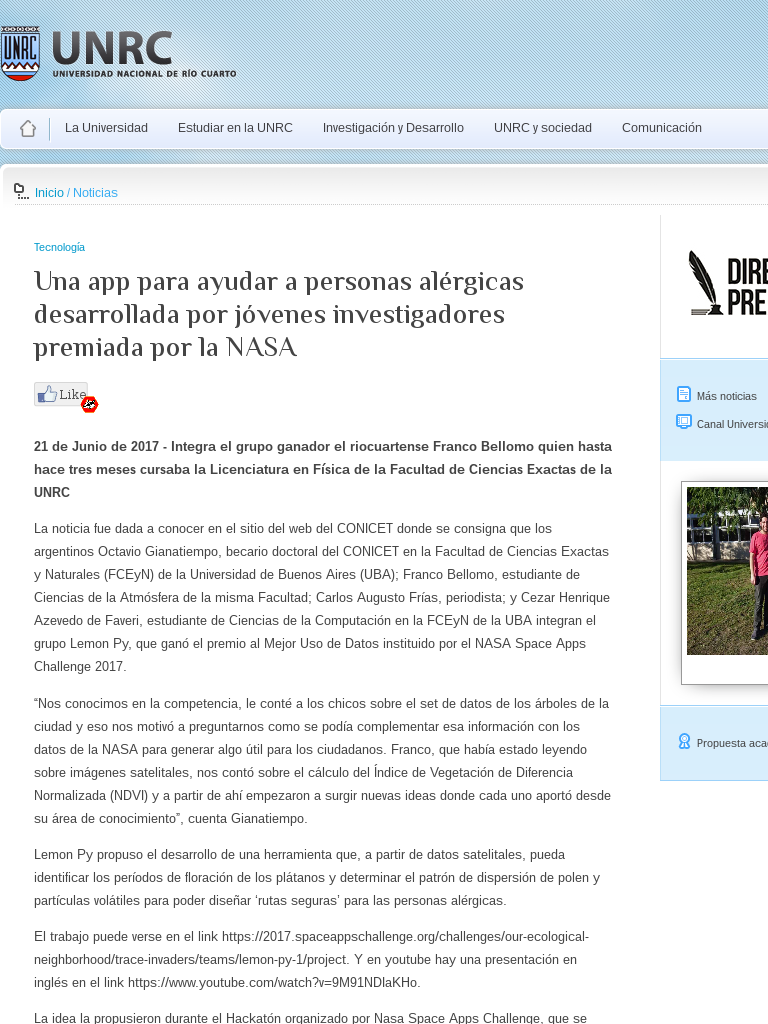 UNRC
UNRC
UNIVERSIDAD NACIONAL DE RÍO CUARTO
La Universidad
Estudiar en la UNRC
Investigación y Desarrollo
UNRC y sociedad
Comunicación
Inicio / Noticias
Tecnología
Una app para ayudar a personas alérgicas
desarrollada por jóvenes investigadores
premiada por la NASA
Like
21 de Junio de 2017 - Integra el grupo ganador el riocuartense Franco Bellomo quien hasta
hace tres meses cursaba la Licenciatura en Física de la Facultad de Ciencias Exactas de la
UNRC
La noticia fue dada a conocer en el sitio del web del CONICET donde se consigna que los
argentinos Octavio Gianatiempo, becario doctoral del CONICET en la Facultad de Ciencias Exactas
y Naturales (FCEyN) de la Universidad de Buenos Aires (UBA); Franco Bellomo, estudiante de
Ciencias de la Atmósfera de la misma Facultad; Carlos Augusto Frías, periodista; y Cezar Henrique
Azevedo de Faveri, estudiante de Ciencias de la Computación en la FCEyN de la UBA integran el
grupo Lemon Py, que ganó el premio al Mejor Uso de Datos instituido por el NASA Space Apps
Challenge 2017.
“Nos conocimos en la competencia, le conté a los chicos sobre el set de datos de los árboles de la
ciudad y eso nos motivó a preguntarnos como se podía complementar esa información con los
datos de la NASA para generar algo útil para los ciudadanos. Franco, que había estado leyendo
sobre imágenes satelitales, nos contó sobre el cálculo del Índice de Vegetación de Diferencia
Normalizada (NDVI) y a partir de ahí empezaron a surgir nuevas ideas donde cada uno aportó desde
su área de conocimiento”, cuenta Gianatiempo.
Lemon Py propuso el desarrollo de una herramienta que, a partir de datos satelitales, pueda
identificar los períodos de floración de los plátanos y determinar el patrón de dispersión de polen y
partículas volátiles para poder diseñar ‘rutas seguras’ para las personas alérgicas.
El trabajo puede verse en el link https://2017.spaceappschallenge.org/challenges/our-ecological-
neighborhood/trace-invaders/teams/lemon-py-1/project. Y en youtube hay una presentación en
inglés en el link https://www.youtube.com/watch?v=9M91NDlaKHo.
La idea la propusieron durante el Hackatón organizado por Nasa Space Apps Challenge, que se
DIRE
PRE
Más noticias
Canal Universi
Propuesta aca